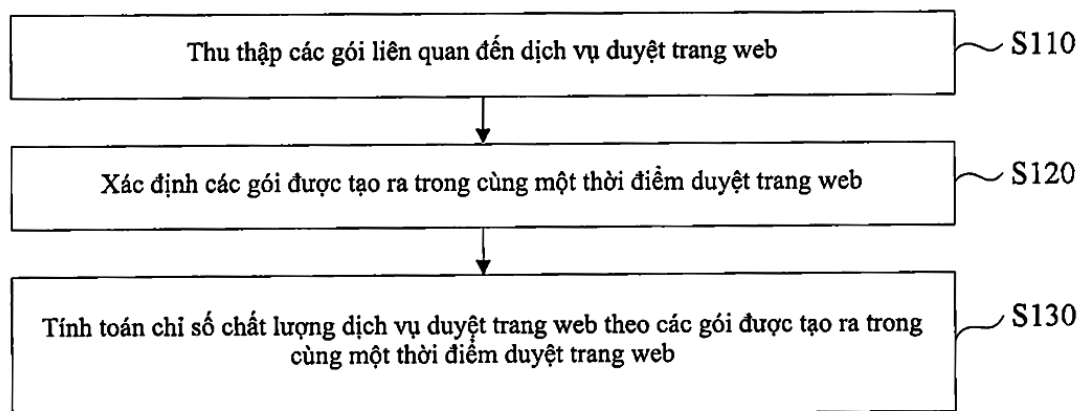 Thu thập các gói liên quan đến dịch vụ duyệt trang web
S110
Xác định các gói được tạo ra trong cùng một thời điểm duyệt trang web
S120
Tính toán chỉ số chất lượng dịch vụ duyệt trang web theo các gói được tạo ra trong
cùng một thời điểm duyệt trang web
S130